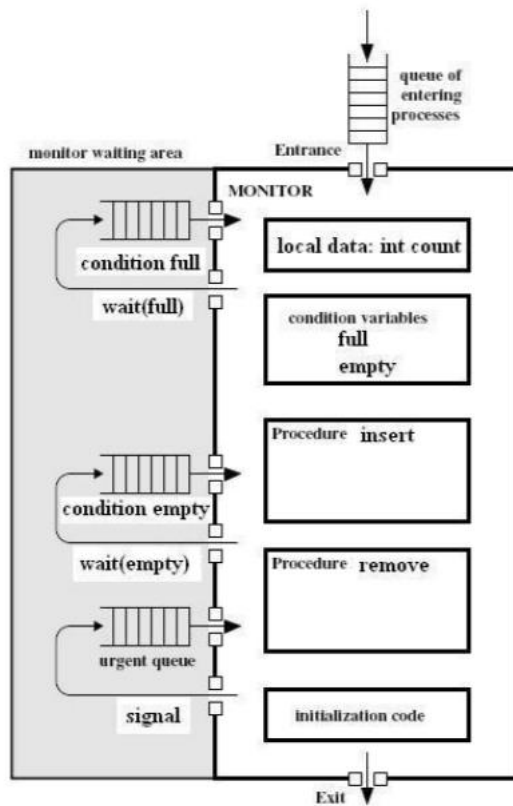 queue of
entering
processes
monitor waiting area
Entrance
MONITOR
local data: int count
condition full
wait(full)
condition variables
full
empty
Procedure insert
condition empty
wait(empty)
Procedure remove
urgent queue
signal
initialization code
Exit